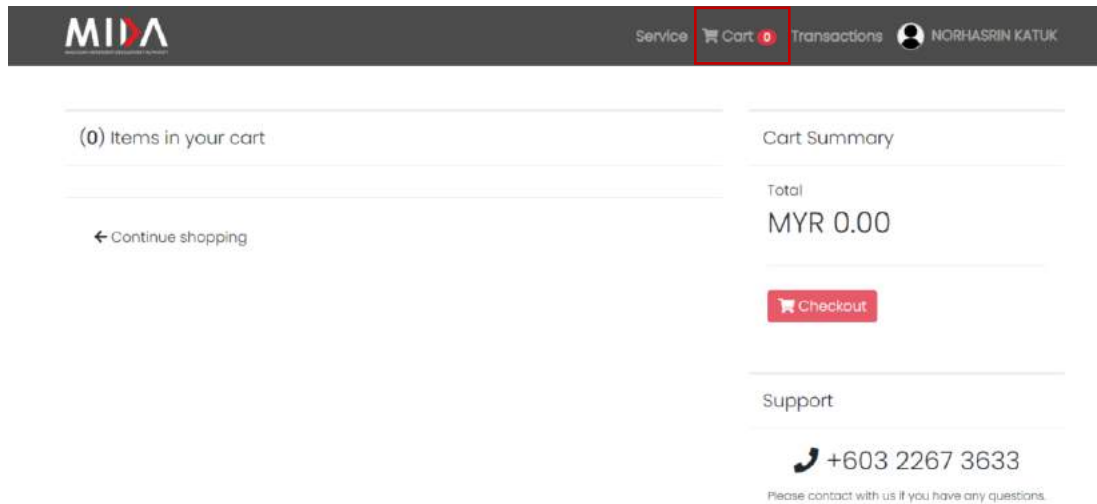 MIDA
Service Cart 0 Transactions NORHASRIN KATUK
(0) Items in your cart
Continue shopping
Cart Summary
Total
MYR 0.00
Checkout
Support
+603 2267 3633
Please contact with us if you have any questions.